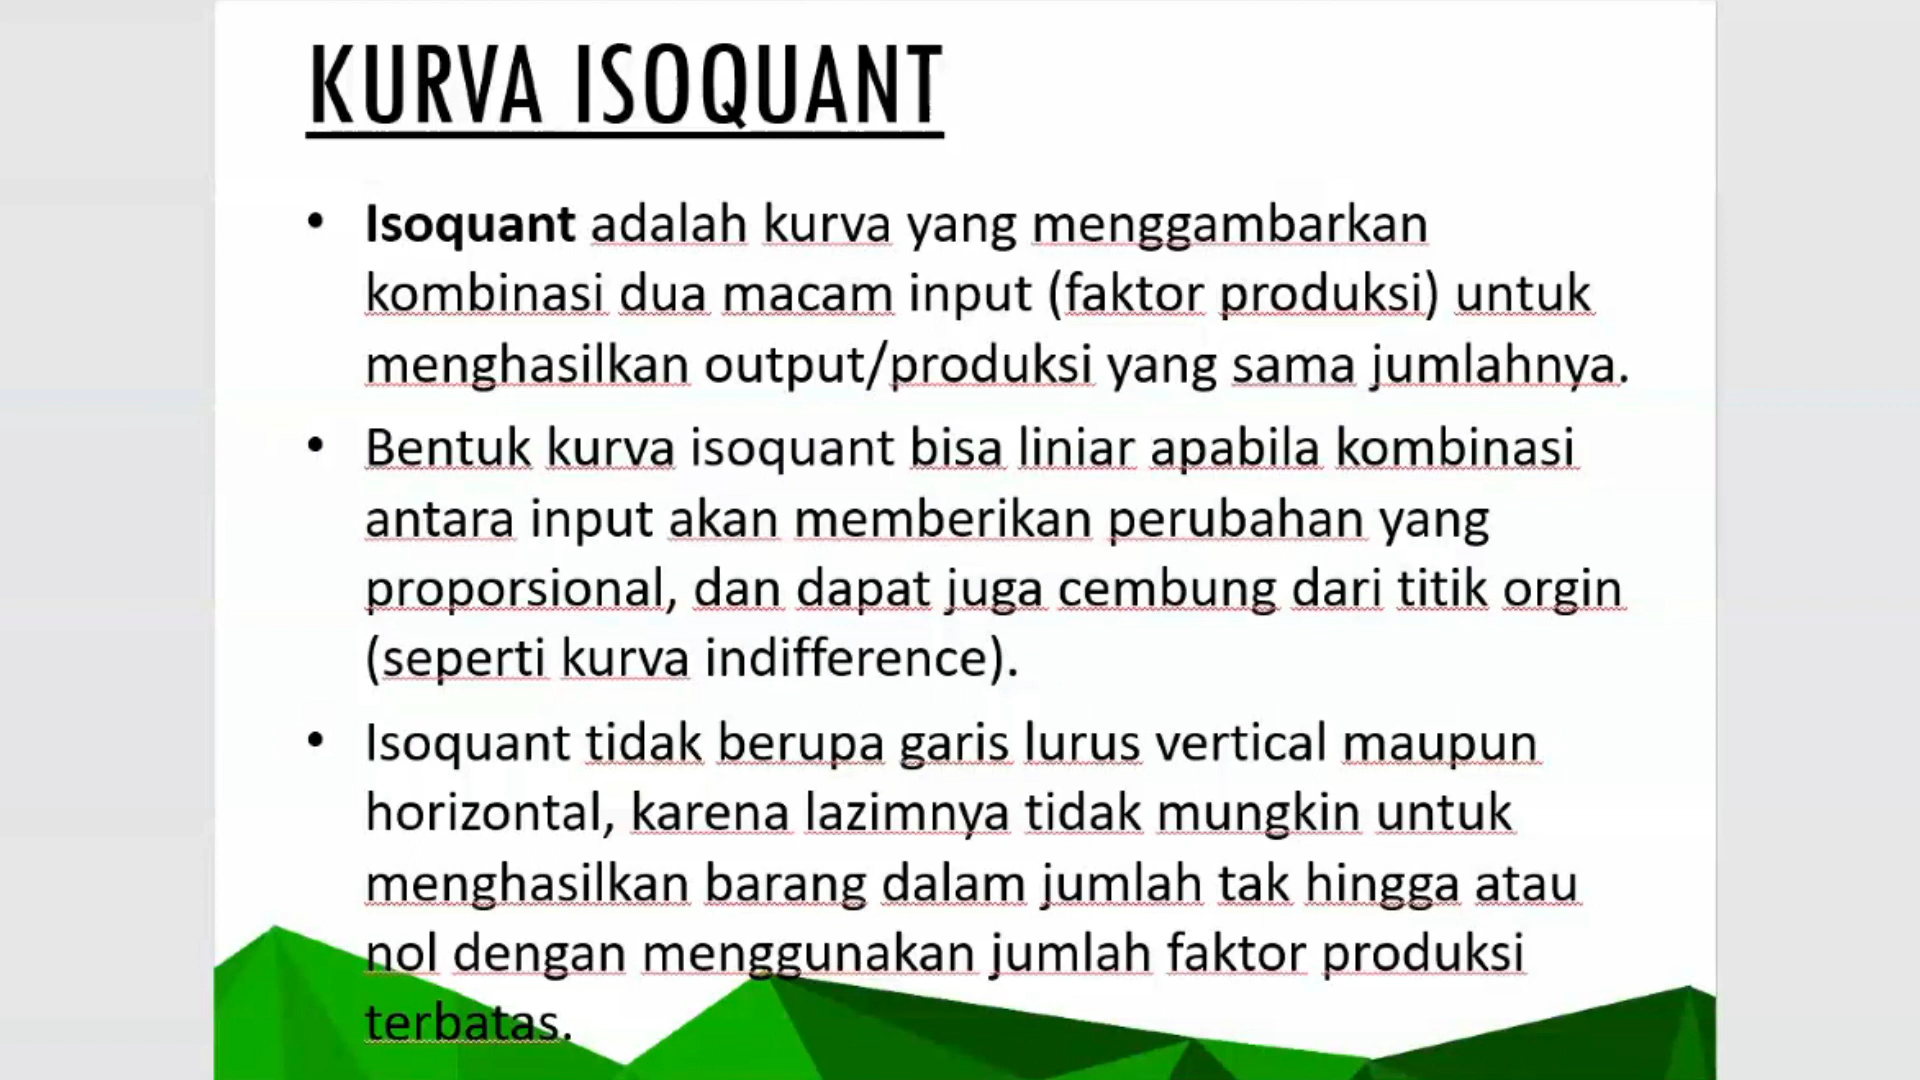 KURVA ISOQUANT
• Isoquant adalah kurva yang menggambarkan
kombinasi dua macam input (faktor produksi) untuk
menghasilkan output/produksi yang sama jumlahnya.
• Bentuk kurva isoquant bisa liniar apabila kombinasi
antara input akan memberikan perubahan yang
proporsional, dan dapat juga cembung dari titik orgin
(seperti kurva indifference).
• Isoquant tidak berupa garis lurus vertical maupun
horizontal, karena lazimnya tidak mungkin untuk
menghasilkan barang dalam jumlah tak hingga atau
nol dengan menggunakan jumlah faktor produksi
terbatas.